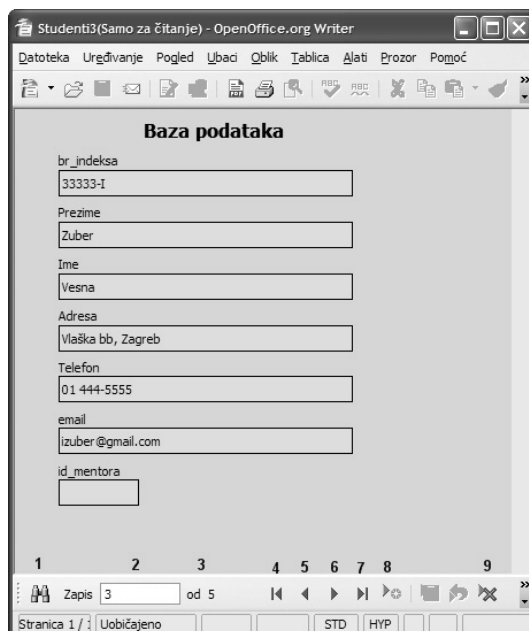 Studenti3(Samo za čitanje) - OpenOffice.org Writer
Datoteka Uređivanje Pogled Ubaci Oblik Tablica Alati Prozor Pomoć
ABC ABC
Baza podataka
br_indeksa
33333-I
Prezime
Zuber
Ime
Vesna
Adresa
Vlaška bb, Zagreb
Telefon
01 444-5555
email
izuber@gmail.com
id_mentora
1 2 3 4 5 6 7 8 9
Zapis 3 od 5
Stranica 1 / 1 Uobičajeno STD HYP